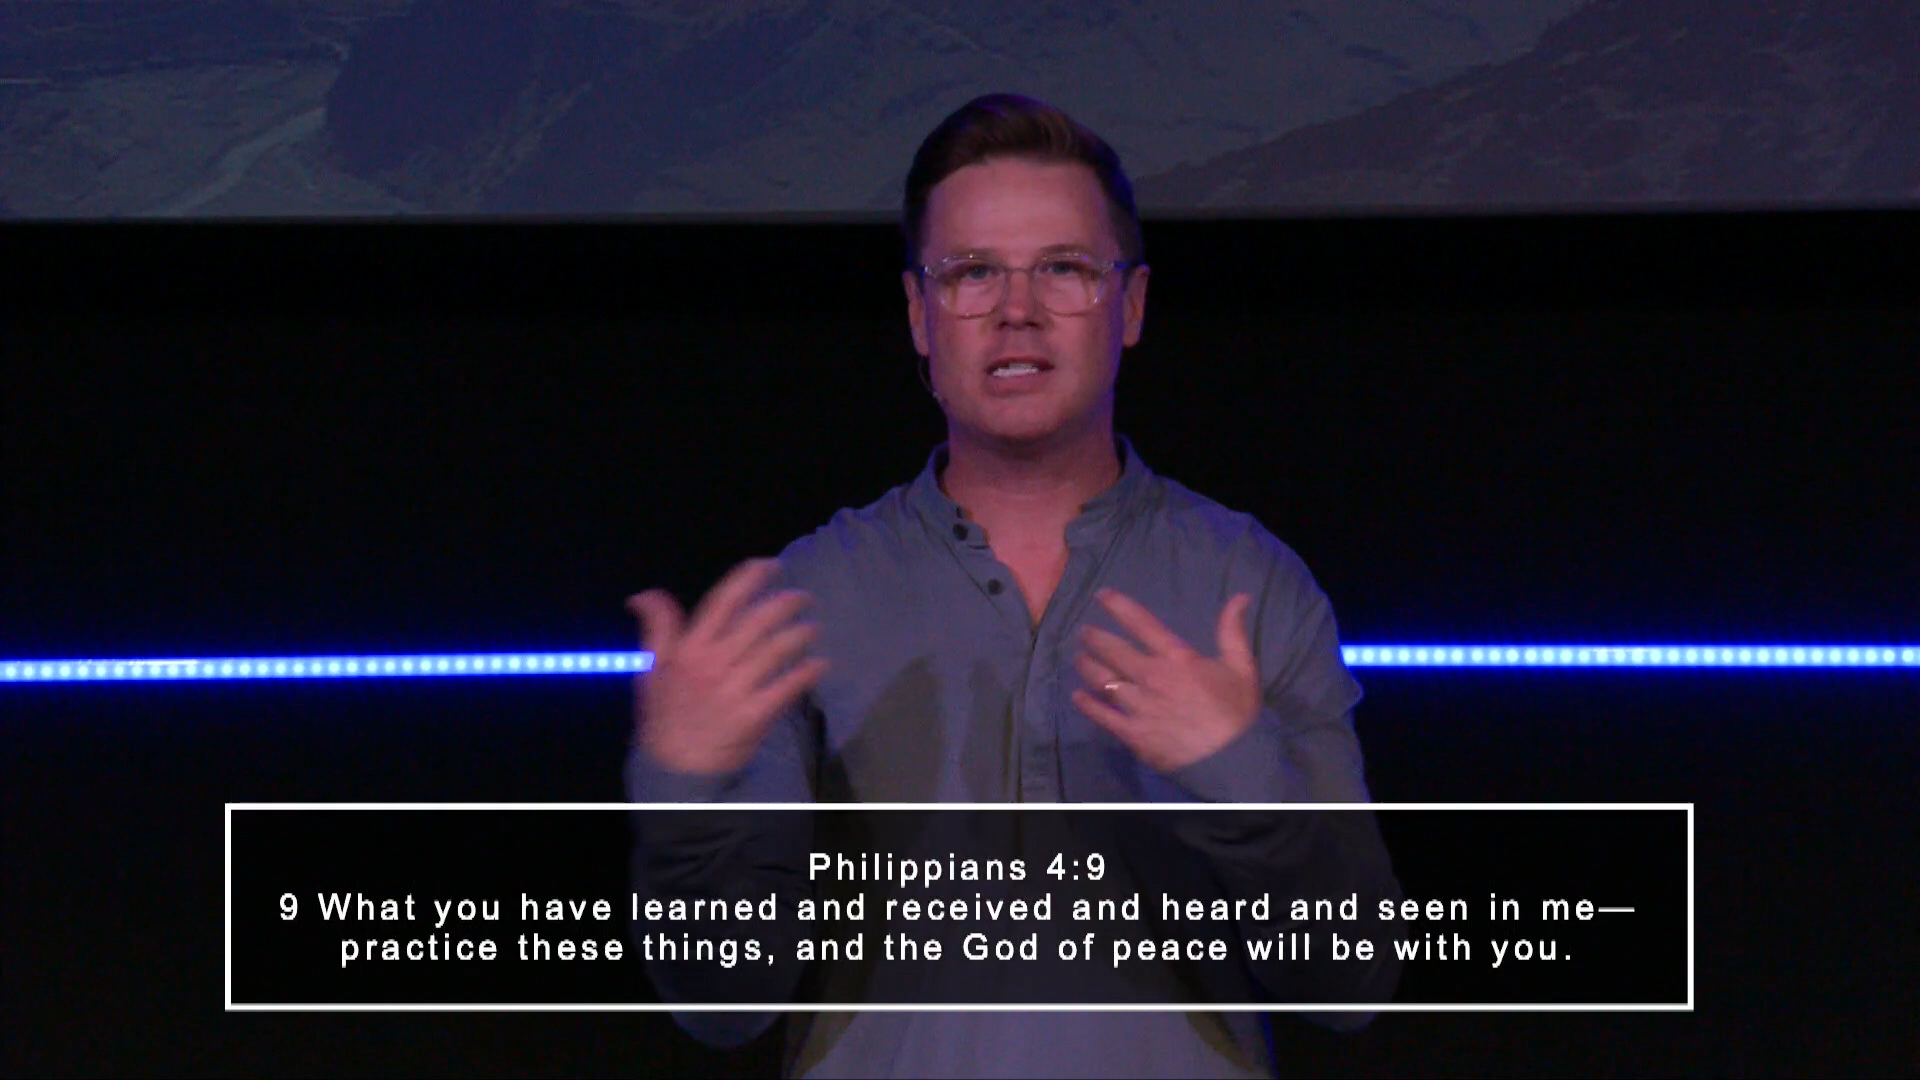 Philippians 4:9
9 What you have learned and received and heard and seen in me—
practice these things, and the God of peace will be with you.